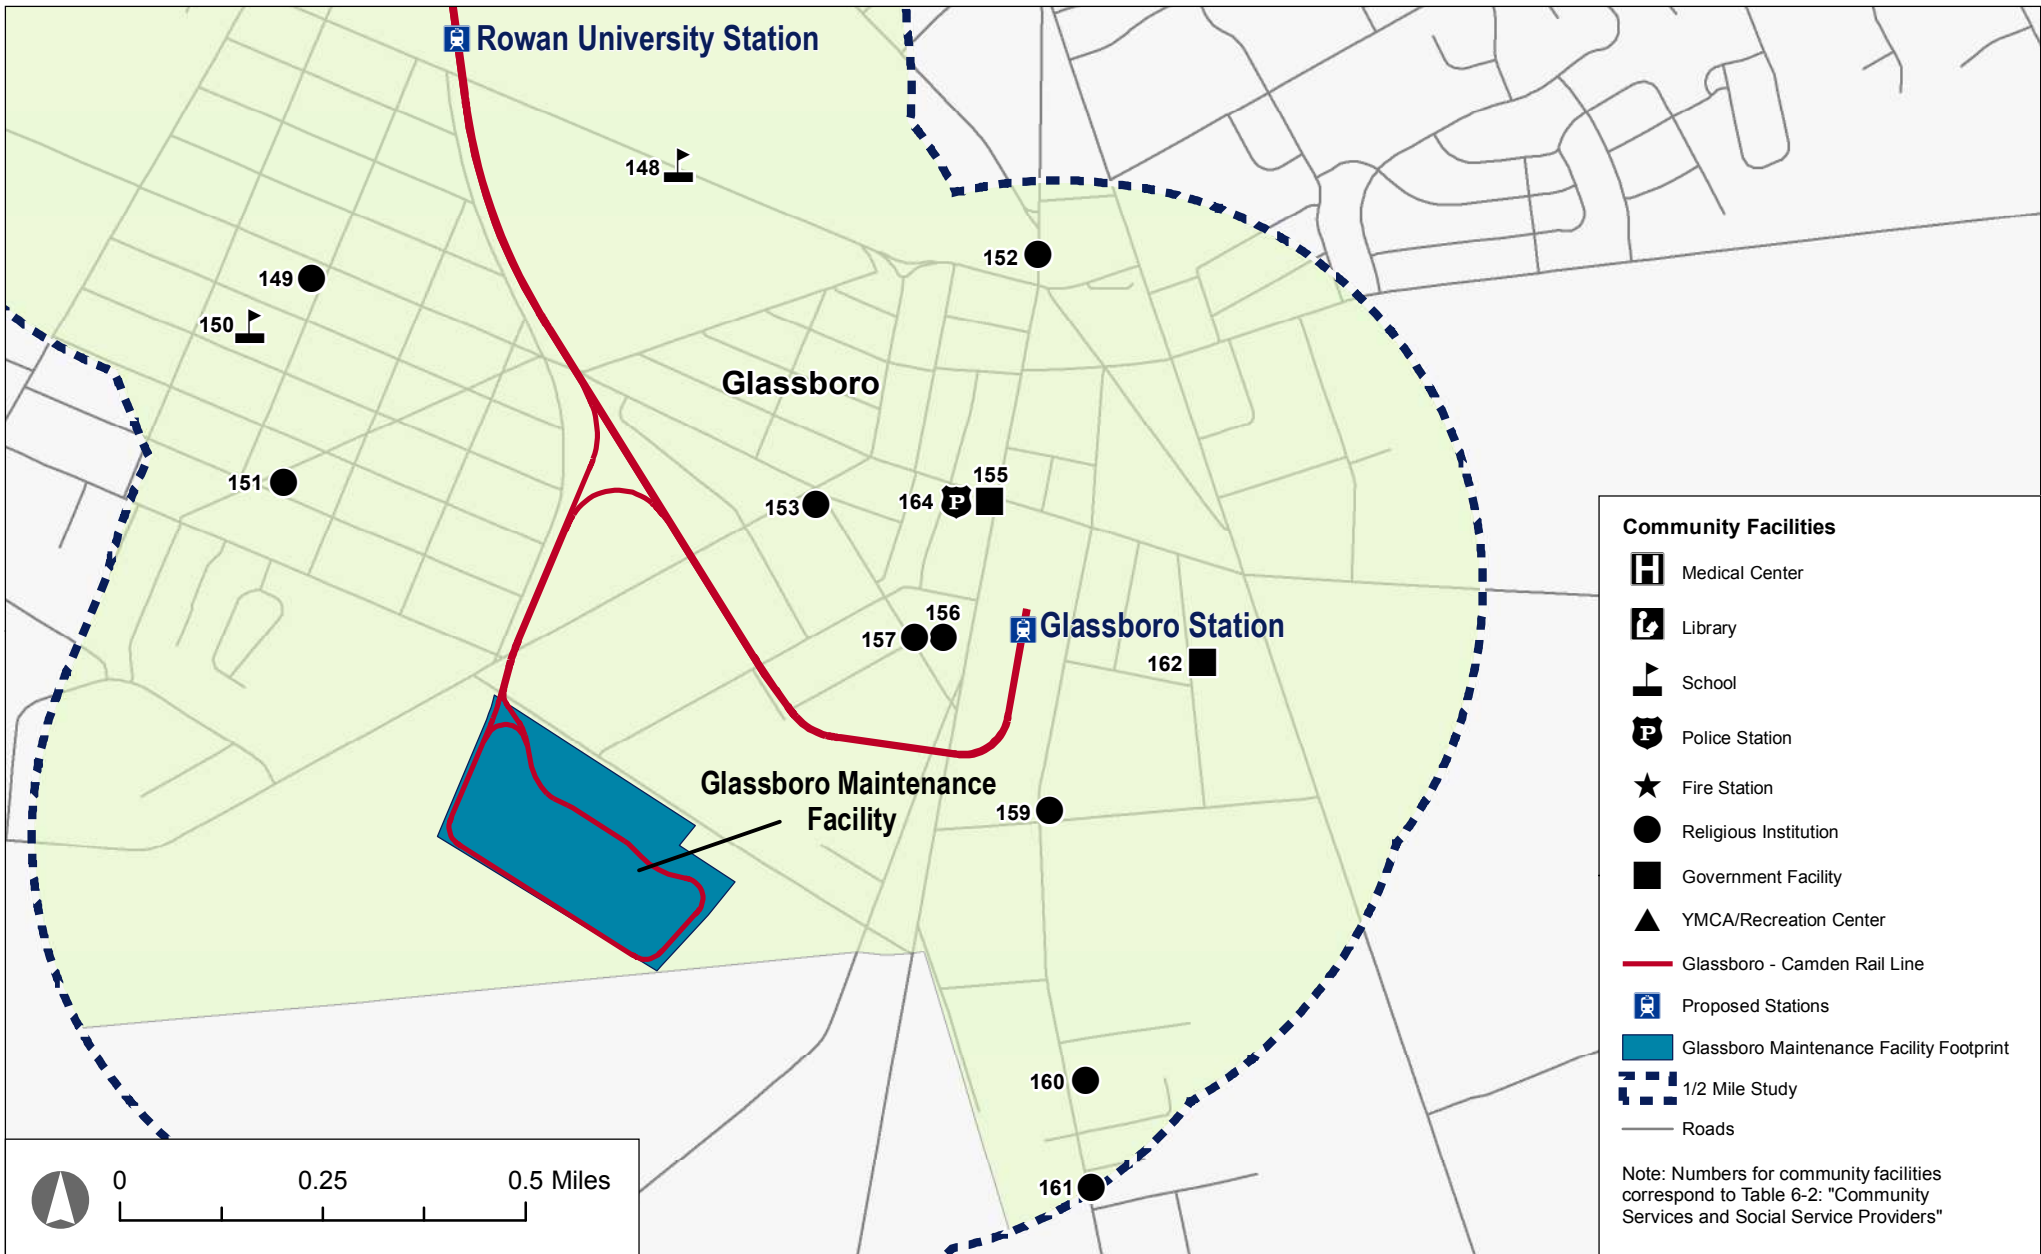 Rowan University Station
148
152
149
150
Glassboro
151
155
153
164
P
156
157
Glassboro Station
162
Glassboro Maintenance
Facility
159
160
161
Community Facilities
H
Medical Center
Library
School
P
Police Station
Fire Station
Religious Institution
Government Facility
YMCA/Recreation Center
Glassboro - Camden Rail Line
Proposed Stations
Glassboro Maintenance Facility Footprint
1/2 Mile Study
Roads
Note: Numbers for community facilities
correspond to Table 6-2: "Community
Services and Social Service Providers"
0
0.25
0.5 Miles